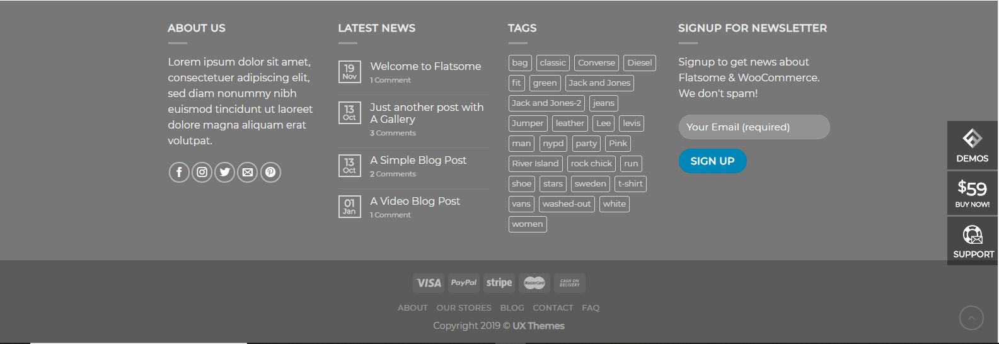 ABOUT US
Lorem ipsum dolor sit amet,
consectetuer adipiscing elit,
sed diam nonummy nibh
euismod tincidunt ut laoreet
dolore magna aliquam erat
volutpat.
LATEST NEWS
19
Nov
Welcome to Flatsome
1 Comment
13
Oct
Just another post with
A Gallery
3 Comments
13
Oct
A Simple Blog Post
2 Comments
01
Jan
A Video Blog Post
1 Comment
TAGS
bag classic Converse Diesel
fit green Jack and Jones
Jack and Jones-2 jeans
Jumper leather Lee levis
man nypd party Pink
River Island rock chick run
shoe stars sweden t-shirt
vans washed-out white
women
SIGNUP FOR NEWSLETTER
Signup to get news about
Flatsome & WooCommerce.
We don't spam!
Your Email (required)
SIGN UP
DEMOS
$59
BUY NOW!
SUPPORT
VISA PayPal stripe MasterCard CASH ON
DELIVERY
ABOUT OUR STORES BLOG CONTACT FAQ
Copyright 2019 © UX Themes